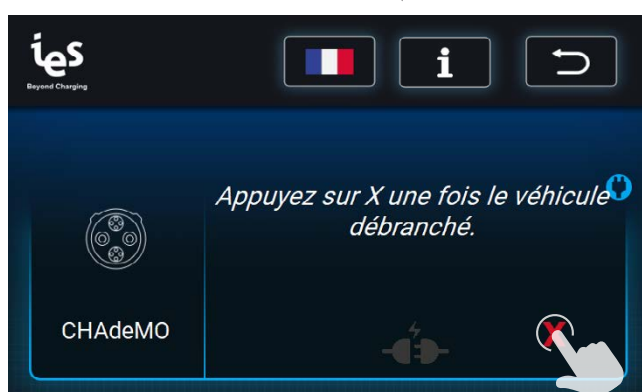 ies
Beyond Charging
i
Appuyez sur X une fois le véhicule
débranché.
CHAdeMO
X